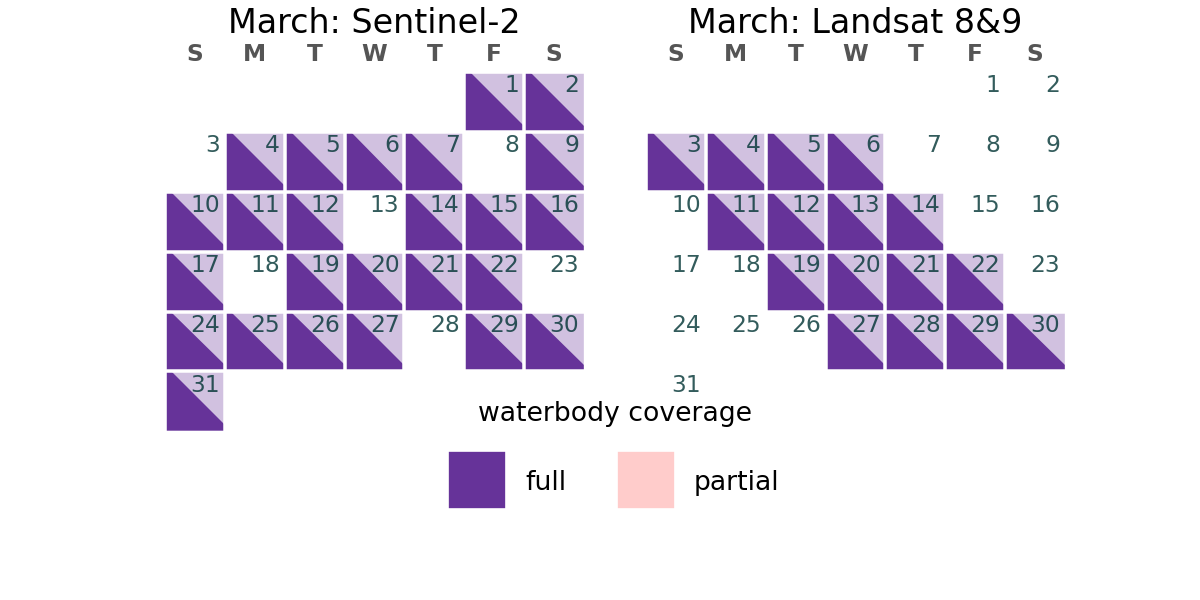 March: Sentinel-2
S M T W T F S
1 2
3 4 5 6 7 8 9
10 11 12 13 14 15 16
17 18 19 20 21 22 23
24 25 26 27 28 29 30
31
March: Landsat 8&9
S M T W T F S
1 2
3 4 5 6 7 8 9
10 11 12 13 14 15 16
17 18 19 20 21 22 23
24 25 26 27 28 29 30
31
waterbody coverage
full partial